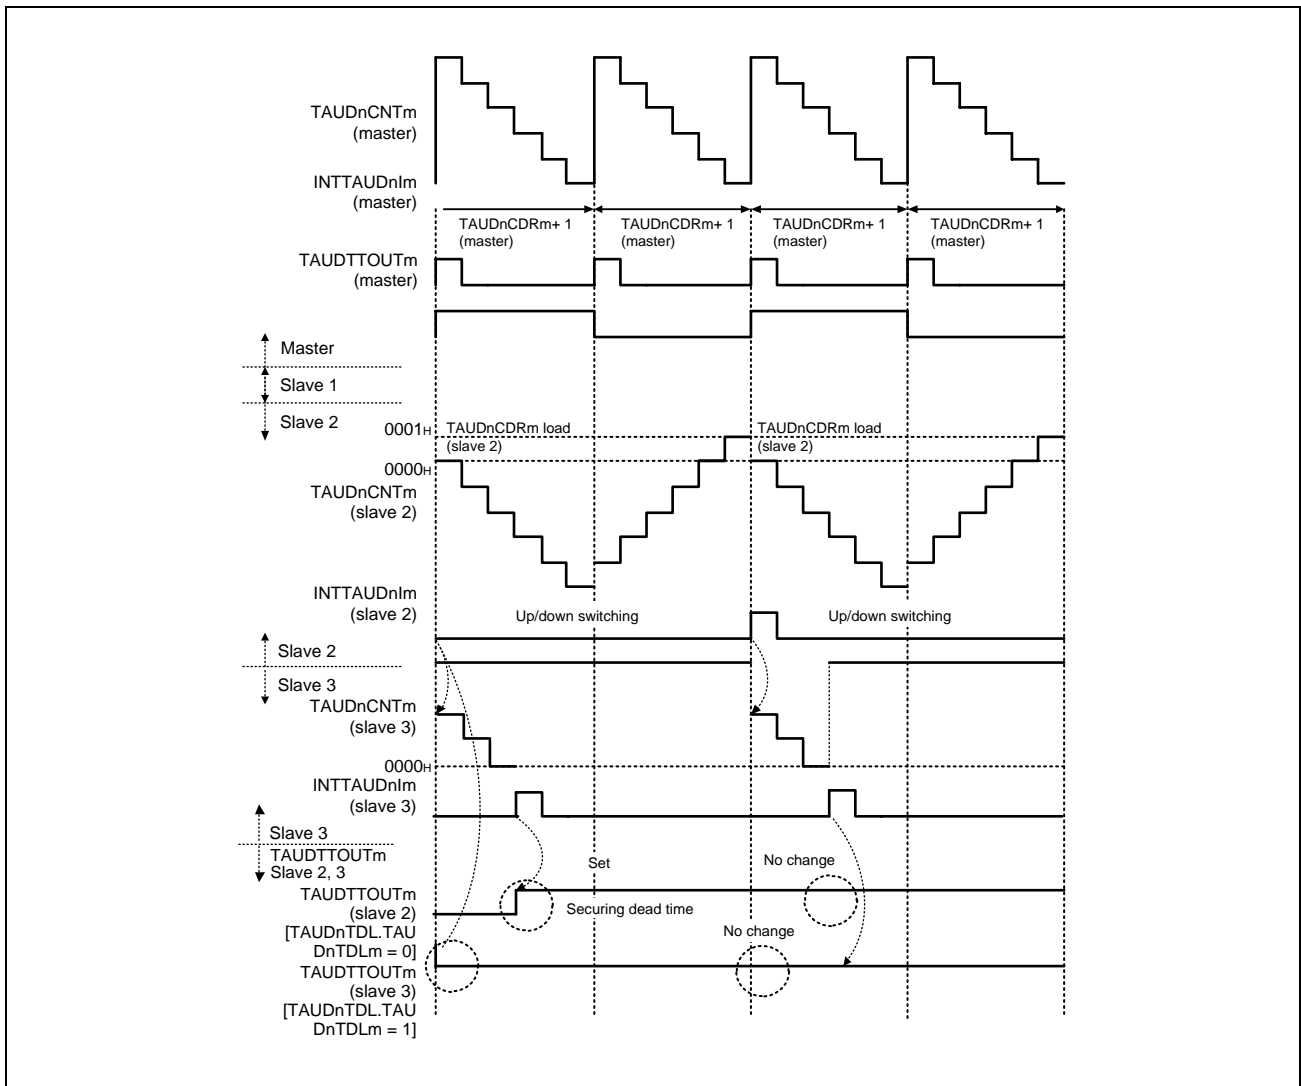 TAUDnCNTm
(master)
INTTAUDnIm
(master)
TAUDnCDRm+ 1
(master)
TAUDnCDRm+ 1
(master)
TAUDnCDRm+ 1
(master)
TAUDnCDRm+ 1
(master)
TAUDTTOUTm
(master)
Master
Slave 1
Slave 2
0001H
TAUDnCDRm load
(slave 2)
TAUDnCDRm load
(slave 2)
0000H
TAUDnCNTm
(slave 2)
INTTAUDnIm
(slave 2)
Up/down switching
Up/down switching
Slave 2
Slave 3
TAUDnCNTm
(slave 3)
0000H
INTTAUDnIm
(slave 3)
Slave 3
TAUDTTOUTm
Slave 2, 3
Set
No change
TAUDTTOUTm
(slave 2)
[TAUDnTDL.TAU
DnTDLm = 0]
Securing dead time
No change
TAUDTTOUTm
(slave 3)
[TAUDnTDL.TAU
DnTDLm = 1]